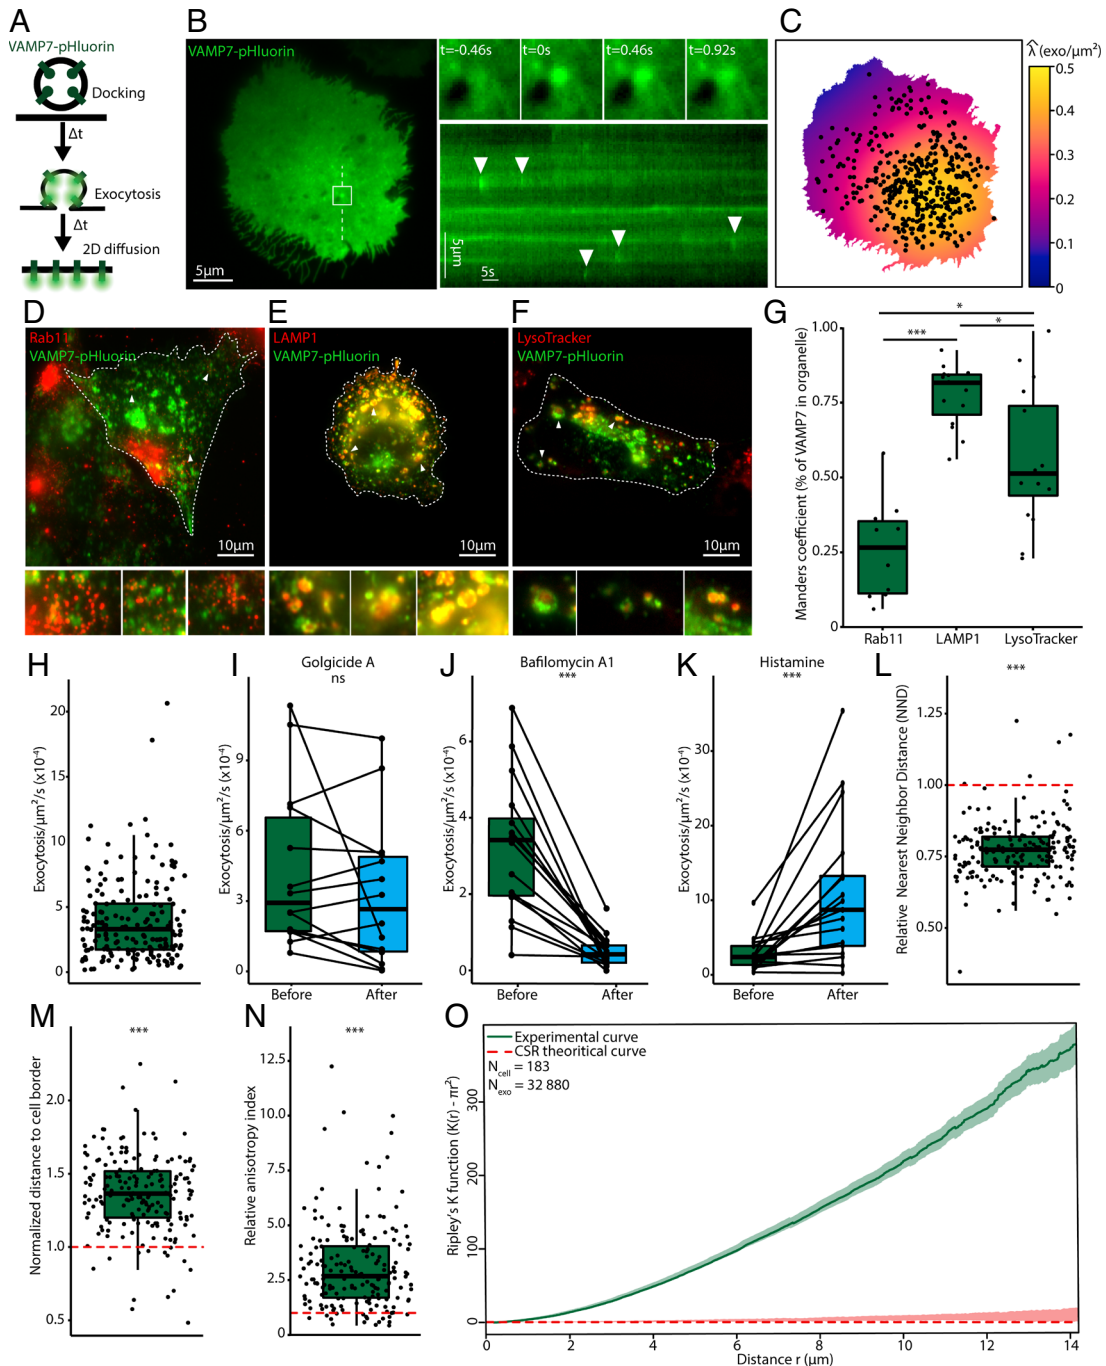 A
VAMP7-pHluorin
Docking
Δt
Exocytosis
Δt
2D diffusion
B
VAMP7-pHluorin
5μm
t=-0.46s
t=0s
t=0.46s
t=0.92s
5μm
5s
C
λ̂ (exo/μm²)
0.5
0.4
0.3
0.2
0.1
0
D
Rab11
VAMP7-pHluorin
10μm
E
LAMP1
VAMP7-pHluorin
10μm
F
LysoTracker
VAMP7-pHluorin
10μm
G
Manders coefficient (% of VAMP7 in organelle)
1.00
0.75
0.50
0.25
0
*
***
*
Rab11
LAMP1
LysoTracker
H
Exocytosis/μm²/s (x10⁻⁴)
20
15
10
5
0
I
Golgicide A
ns
Exocytosis/μm²/s (x10⁻⁴)
9
6
3
0
Before
After
J
Bafilomycin A1
***
Exocytosis/μm²/s (x10⁻⁴)
6
4
2
0
Before
After
K
Histamine
***
Exocytosis/μm²/s (x10⁻⁴)
30
20
10
0
Before
After
L
***
Relative Nearest Neighbor Distance (NND)
1.25
1.00
0.75
0.50
M
***
Normalized distance to cell border
2.0
1.5
1.0
0.5
N
***
Relative anisotropy index
12.5
10.0
7.5
5.0
2.5
0
O
Experimental curve
CSR theoritical curve
Ncell = 183
Nexo = 32 880
Ripley's K function (K(r) - πr²)
300
200
100
0
0
2
4
6
8
10
12
14
Distance r (μm)